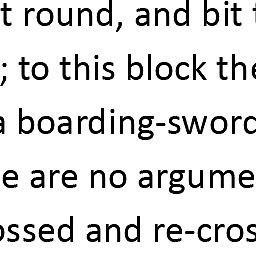 t round, and bit
; to this block the
a boarding-sword
e are no argume
ossed and re-cros